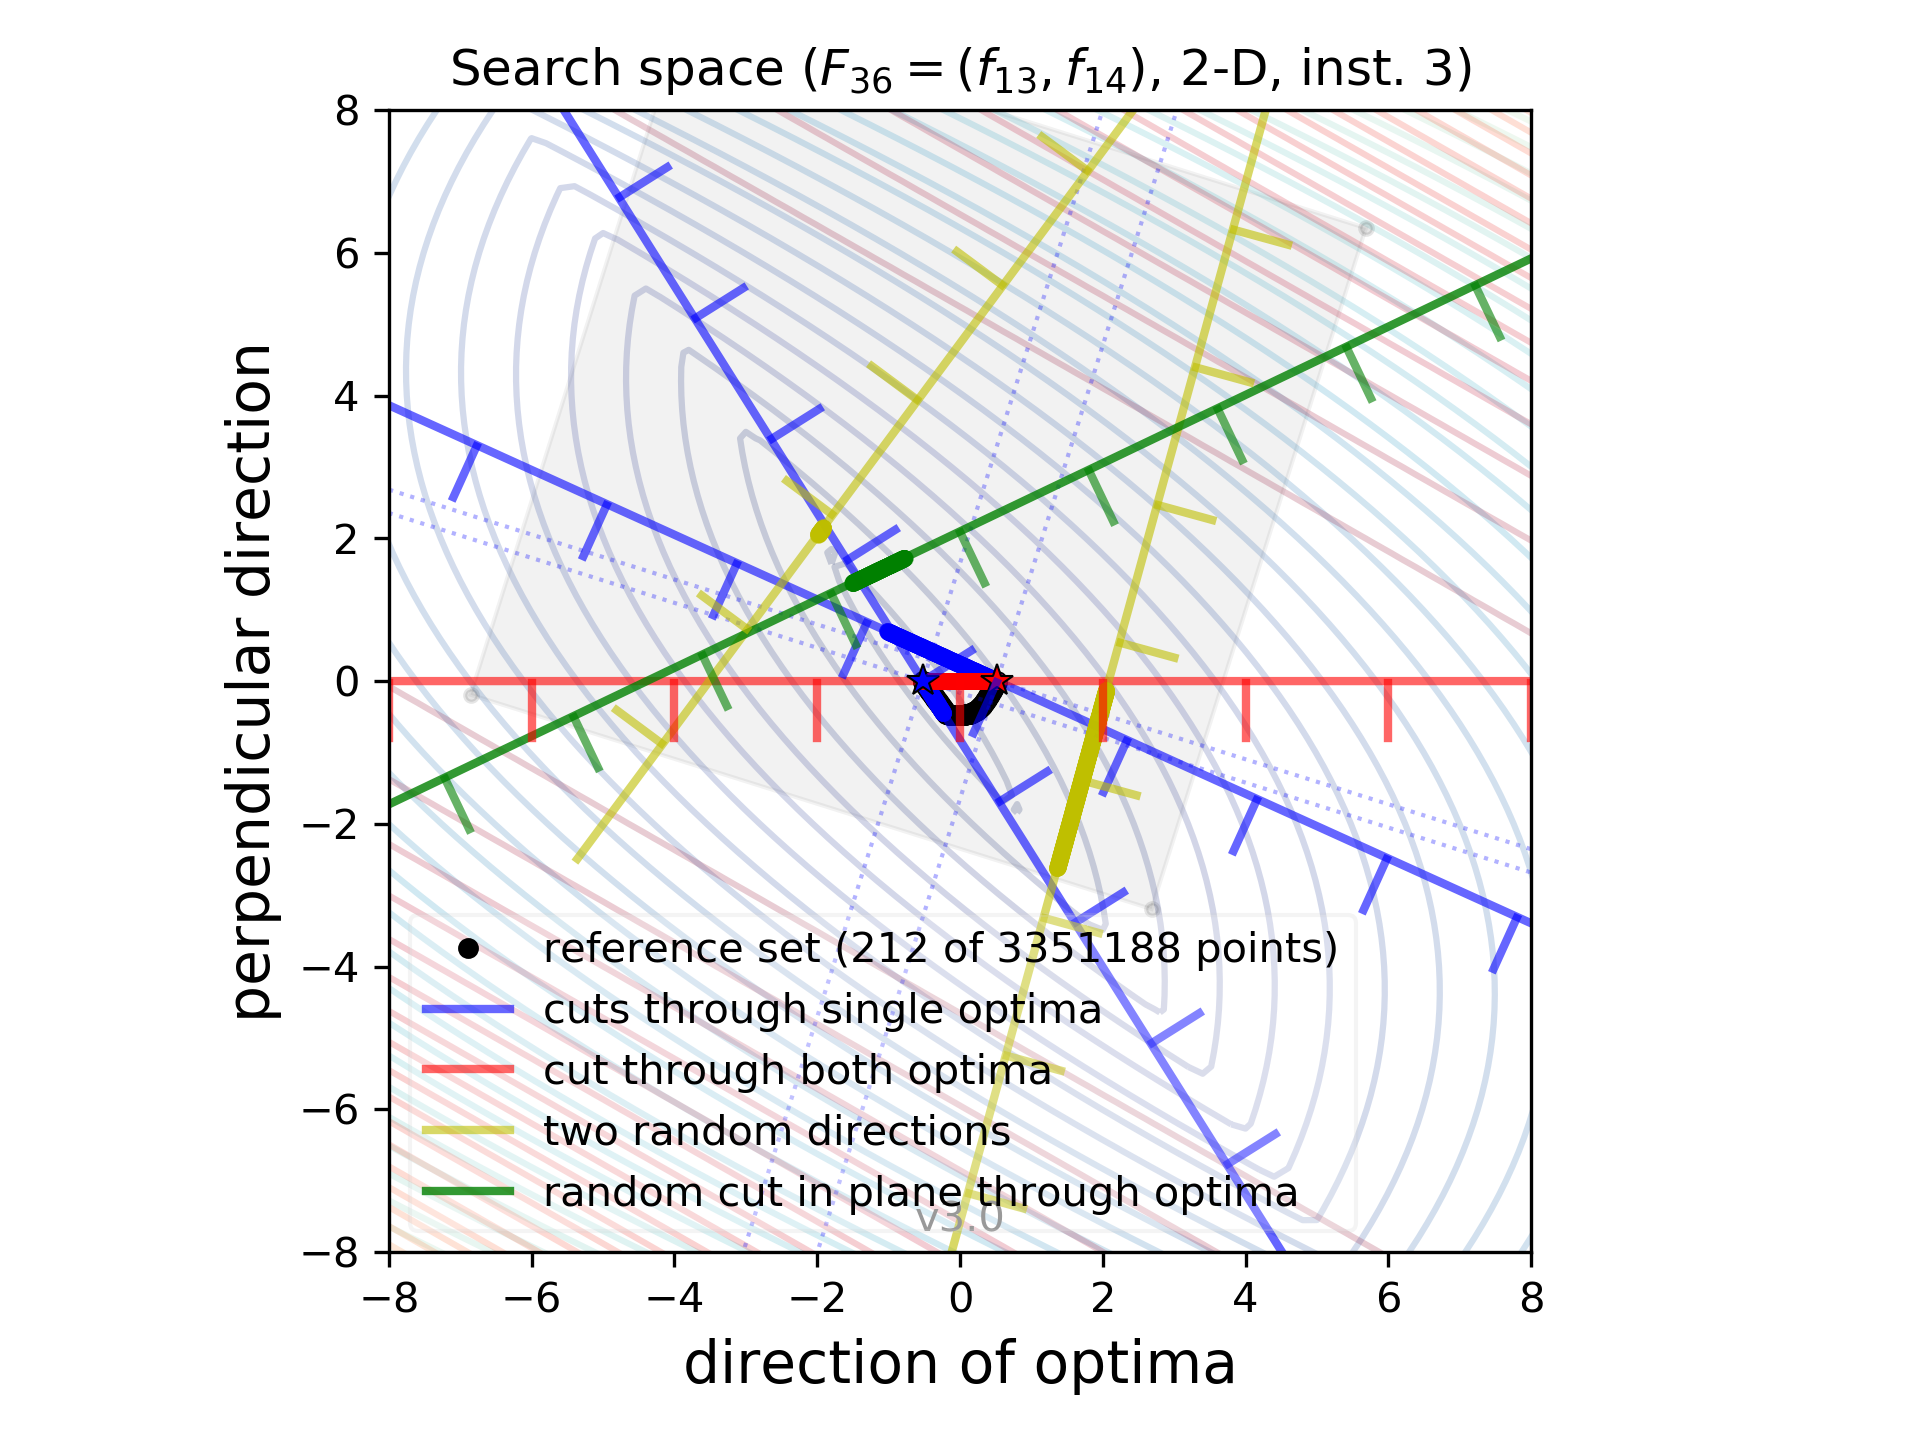 Search space (F36 = (f13, f14), 2-D, inst. 3)
perpendicular direction
8
6
4
2
0
−2
−4
−6
−8
reference set (212 of 3351188 points)
cuts through single optima
cut through both optima
two random directions
random cut in plane through optima
v3.0
−8 −6 −4 −2 0 2 4 6 8
direction of optima